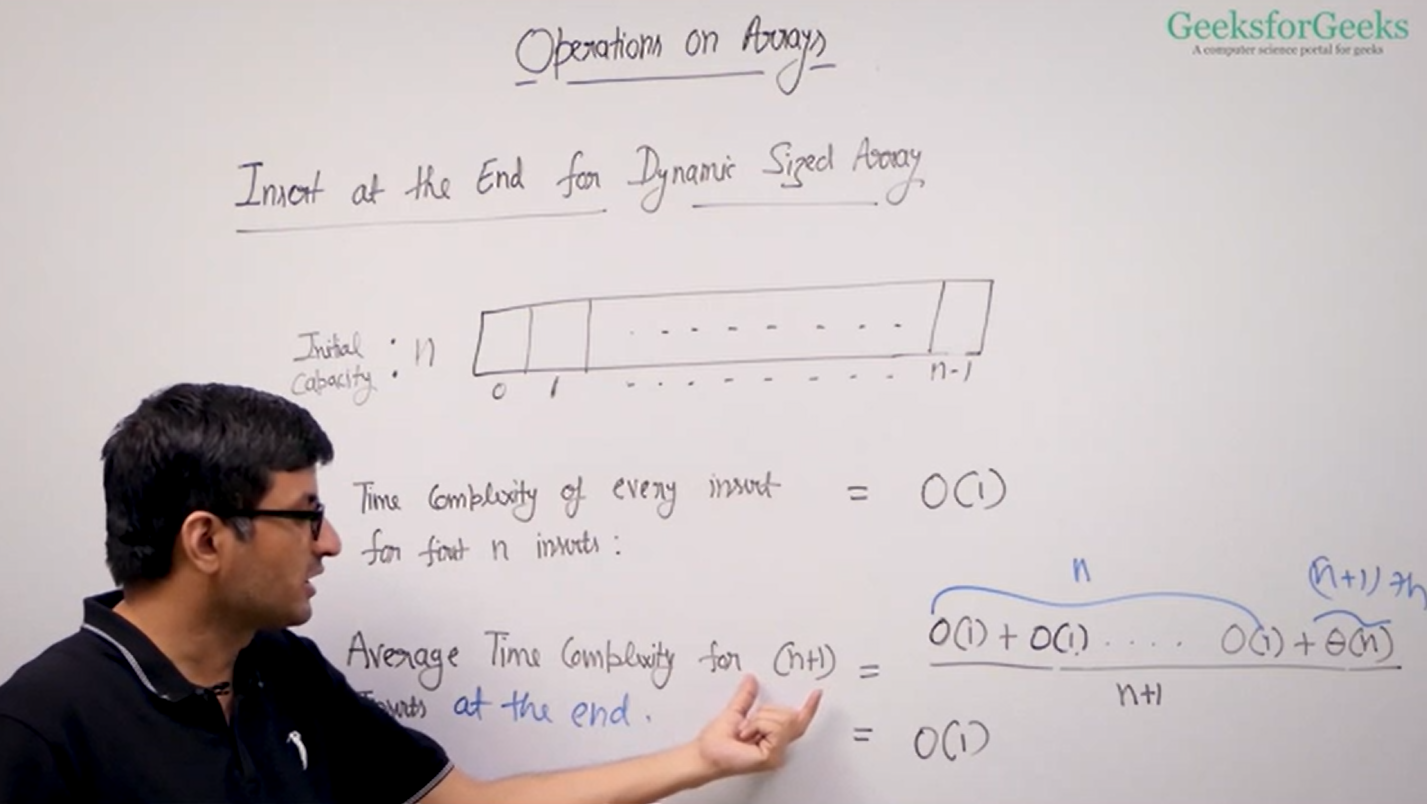 GeeksforGeeks
A computer science portal for geeks
Operations on Arrays
Insert at the End for Dynamic Sized Array
Initial Capacity : n
0 1 n-1
Time Complexity of every insert = O(1)
for first n inserts :
n (n+1)
Average Time Complexity for (n+1) = O(1) + O(1) .... O(1) + θ(n)
at the end. n+1
= O(1)